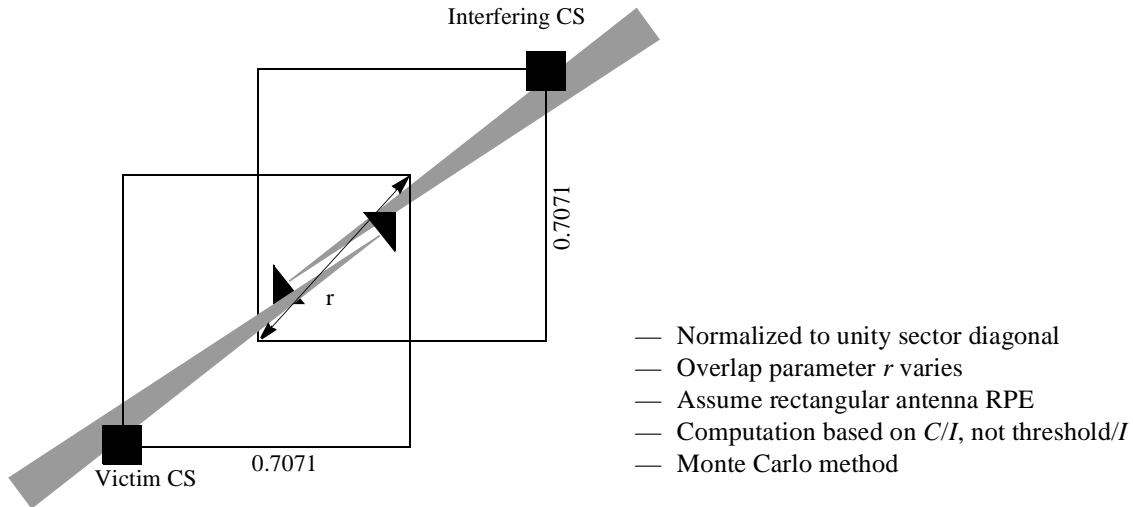 Interfering CS
0.7071
r
0.7071
Victim CS
— Normalized to unity sector diagonal
— Overlap parameter r varies
— Assume rectangular antenna RPE
— Computation based on C/I, not threshold/I
— Monte Carlo method